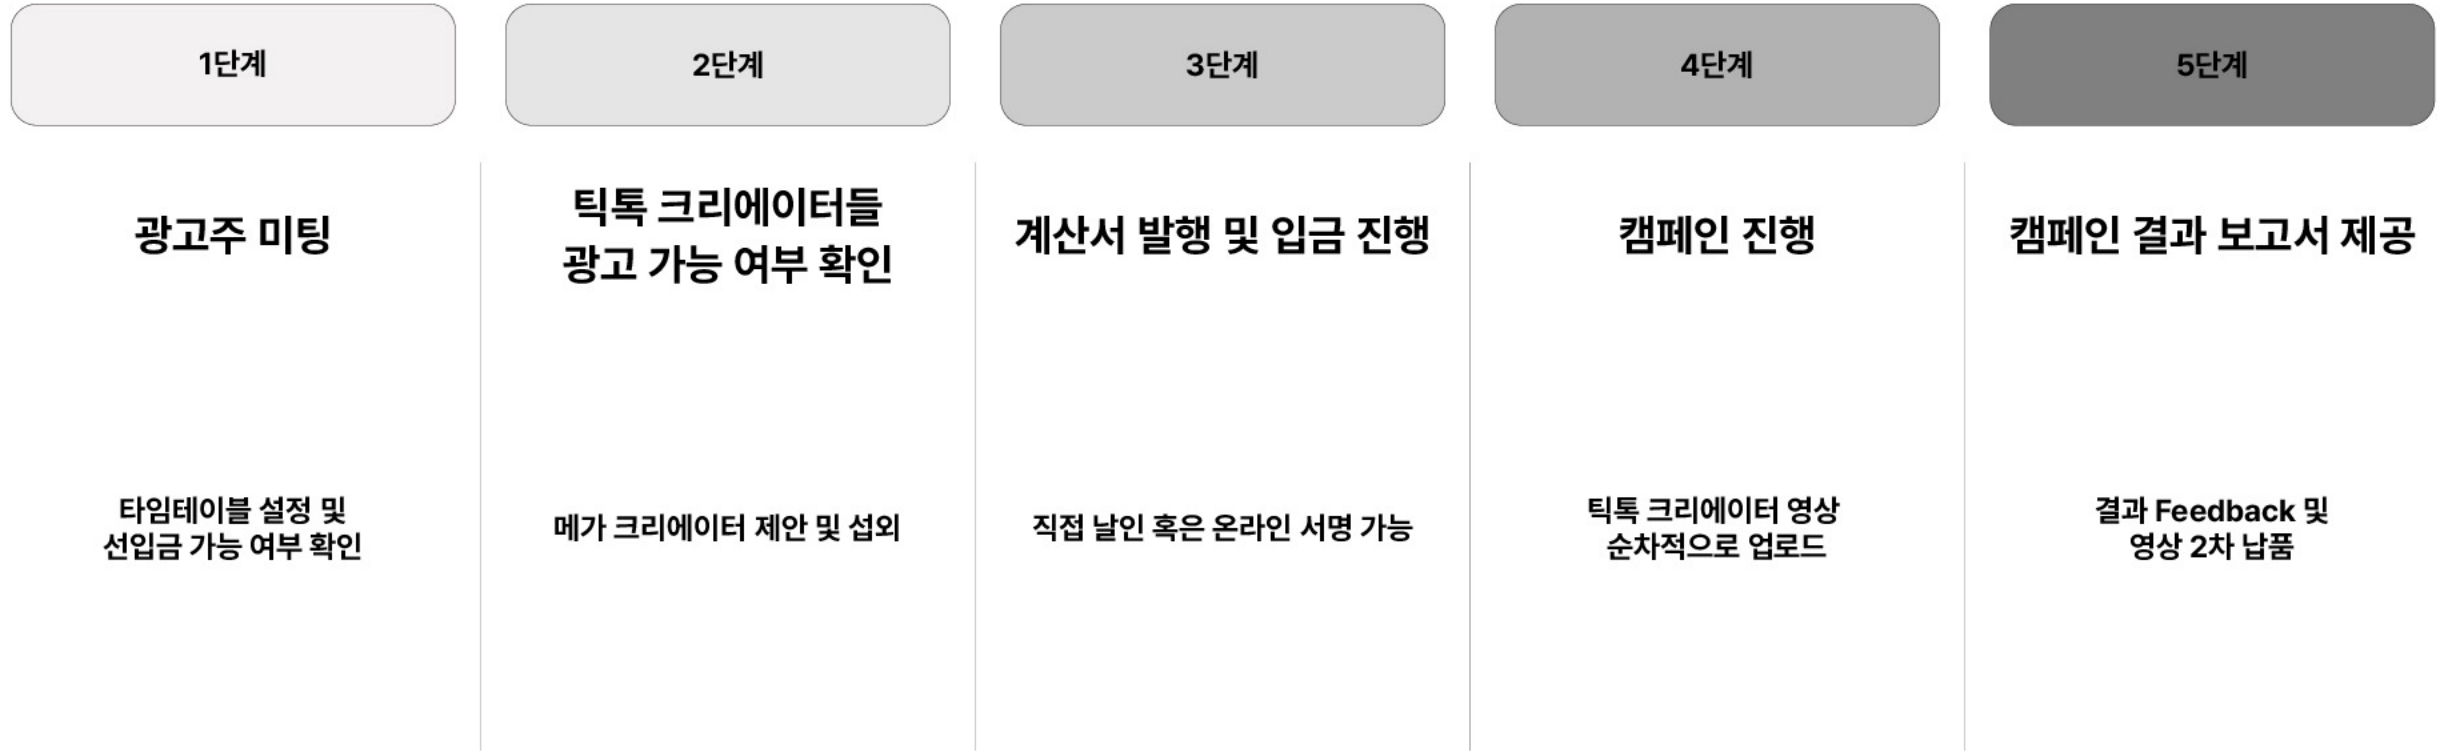 1단계
2단계
3단계
4단계
5단계
광고주 미팅
틱톡 크리에이터들
광고 가능 여부 확인
계산서 발행 및 입금 진행
캠페인 진행
캠페인 결과 보고서 제공
타임테이블 설정 및
선입금 가능 여부 확인
메가 크리에이터 제안 및 섭외
직접 날인 혹은 온라인 서명 가능
틱톡 크리에이터 영상
순차적으로 업로드
결과 Feedback 및
영상 2차 납품